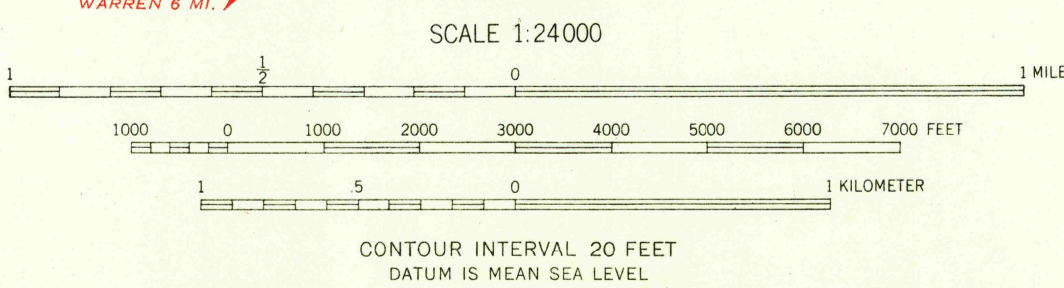 WARREN 6 MI.
SCALE 1:24000
1 1/2 0 1 MILE
1000 0 1000 2000 3000 4000 5000 6000 7000 FEET
1 .5 0 1 KILOMETER
CONTOUR INTERVAL 20 FEET
DATUM IS MEAN SEA LEVEL